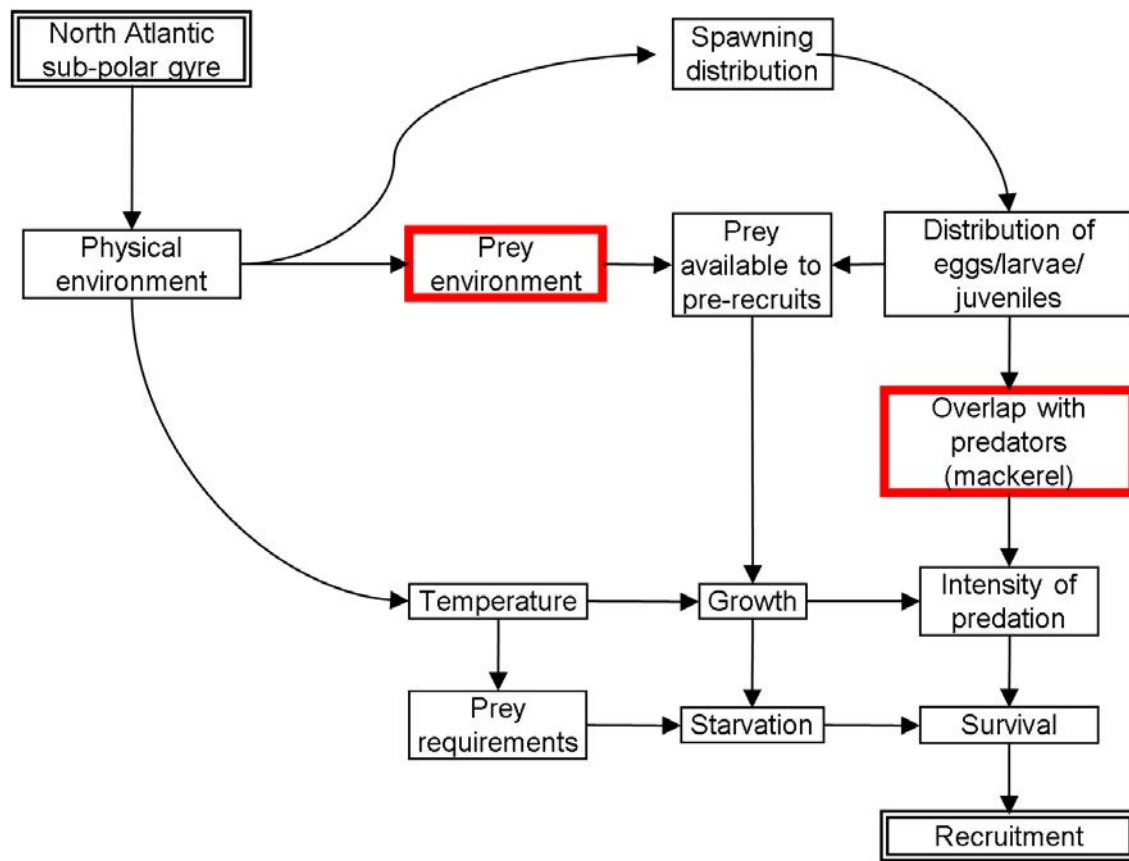 North Atlantic
sub-polar gyre
Spawning
distribution
Physical
environment
Prey
environment
Prey
available to
pre-recruits
Distribution of
eggs/larvae/
juveniles
Overlap with
predators
(mackerel)
Temperature
Growth
Intensity of
predation
Prey
requirements
Starvation
Survival
Recruitment